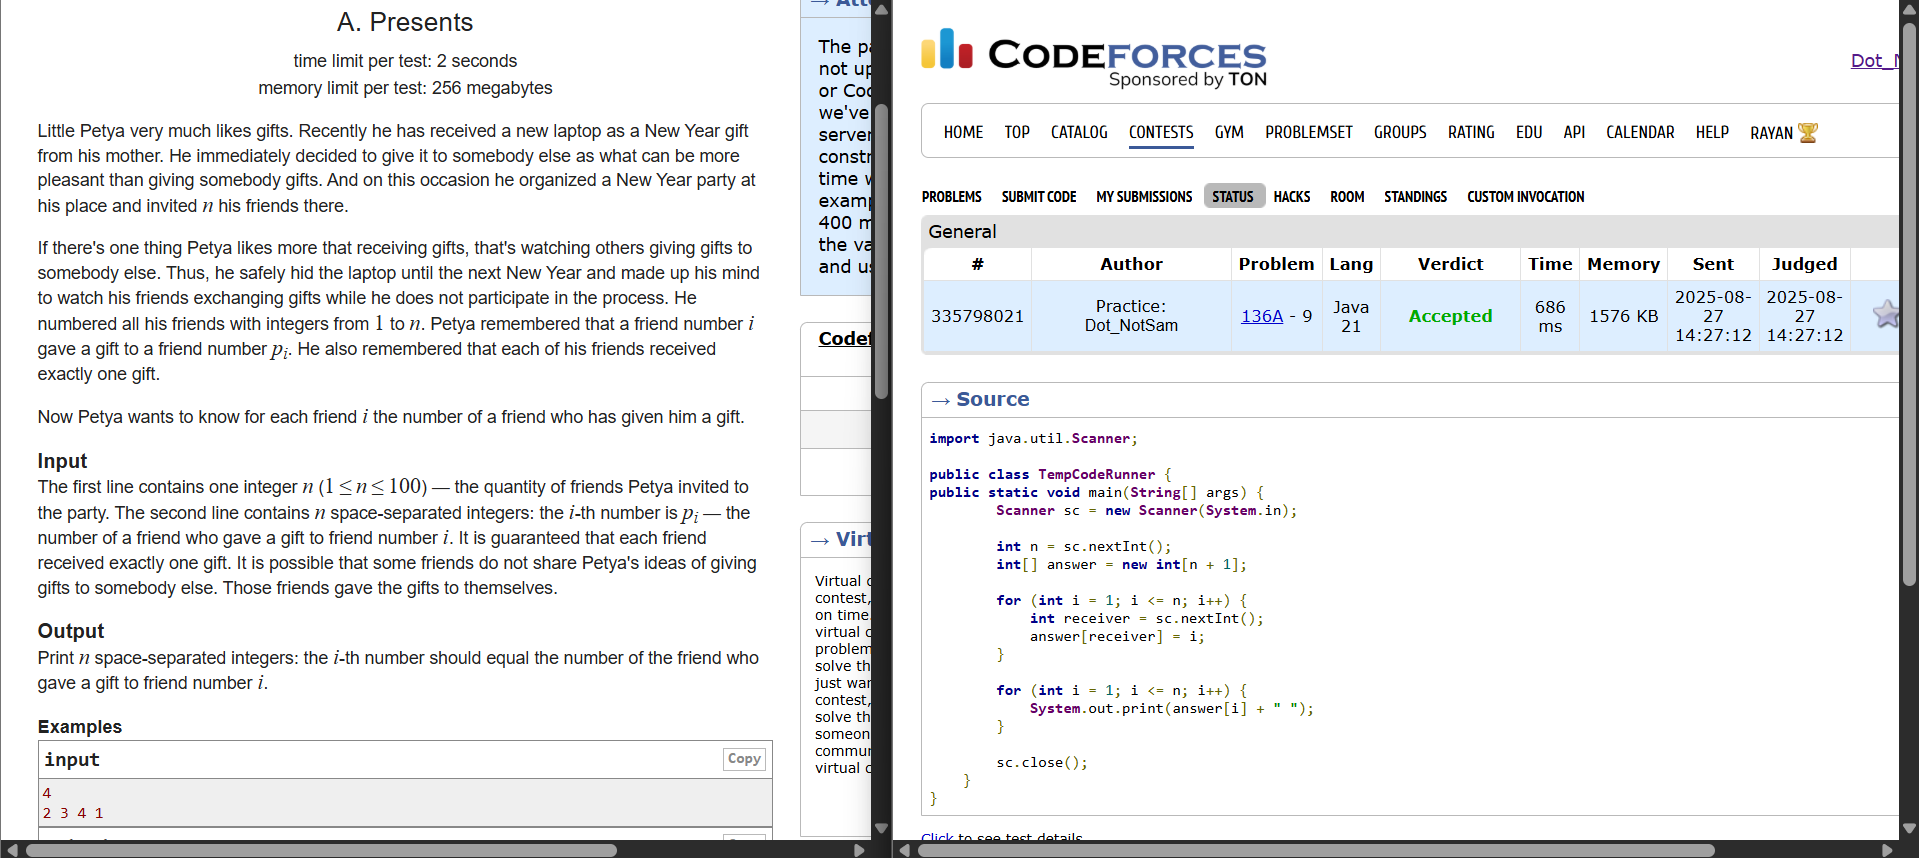 A. Presents
time limit per test: 2 seconds
memory limit per test: 256 megabytes
Little Petya very much likes gifts. Recently he has received a new laptop as a New Year gift
from his mother. He immediately decided to give it to somebody else as what can be more
pleasant than giving somebody gifts. And on this occasion he organized a New Year party at
his place and invited n his friends there.
If there's one thing Petya likes more that receiving gifts, that's watching others giving gifts to
somebody else. Thus, he safely hid the laptop until the next New Year and made up his mind
to watch his friends exchanging gifts while he does not participate in the process. He
numbered all his friends with integers from 1 to n. Petya remembered that a friend number i
gave a gift to a friend number pi. He also remembered that each of his friends received
exactly one gift.
Now Petya wants to know for each friend i the number of a friend who has given him a gift.
Input
The first line contains one integer n (1 ≤ n ≤ 100) — the quantity of friends Petya invited to
the party. The second line contains n space-separated integers: the i-th number is pi — the
number of a friend who gave a gift to friend number i. It is guaranteed that each friend
received exactly one gift. It is possible that some friends do not share Petya's ideas of giving
gifts to somebody else. Those friends gave the gifts to themselves.
Output
Print n space-separated integers: the i-th number should equal the number of the friend who
gave a gift to friend number i.
Examples
input
Copy
4
2 3 4 1
The
not
or
we've
time
400
the
and
Virtual
contest,
on time
virtual
problem
solve
just
contest,
solve
virtual
CODEFORCES
Sponsored by TON
HOME TOP CATALOG CONTESTS GYM PROBLEMSET GROUPS RATING EDU API CALENDAR HELP RAYAN
PROBLEMS SUBMIT CODE MY SUBMISSIONS STATUS HACKS ROOM STANDINGS CUSTOM INVOCATION
General
# Author Problem Lang Verdict Time Memory Sent Judged
335798021 Practice: Dot_NotSam 136A - 9 Java 21 Accepted 686 ms 1576 KB 2025-08-27 14:27:12 2025-08-27 14:27:12
→ Source
import java.util.Scanner;
public class TempCodeRunner {
public static void main(String[] args) {
Scanner sc = new Scanner(System.in);
int n = sc.nextInt();
int[] answer = new int[n + 1];
for (int i = 1; i <= n; i++) {
int receiver = sc.nextInt();
answer[receiver] = i;
}
for (int i = 1; i <= n; i++) {
System.out.print(answer[i] + " ");
}
sc.close();
}
}
Click to see test details